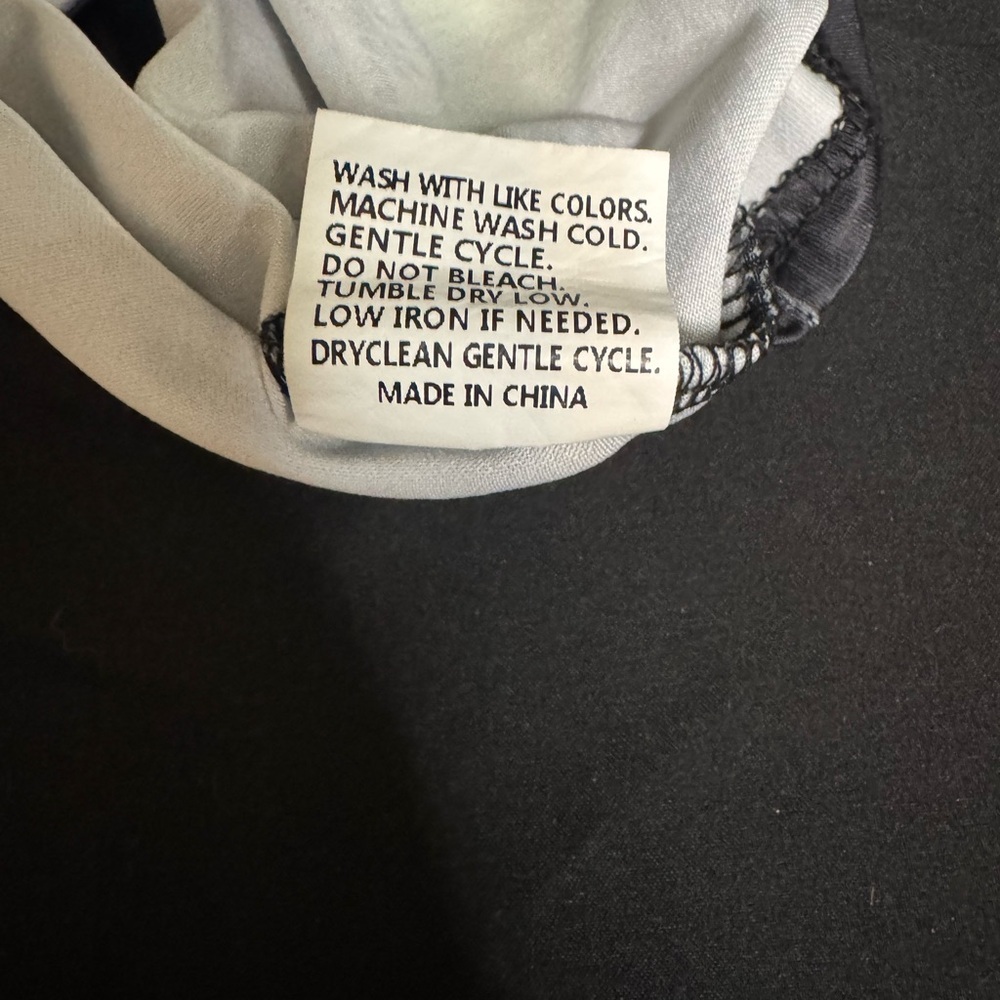 WASH WITH LIKE COLORS.
MACHINE WASH COLD.
GENTLE CYCLE.
DO NOT BLEACH.
TUMBLE DRY LOW.
LOW IRON IF NEEDED.
DRYCLEAN GENTLE CYCLE.
MADE IN CHINA